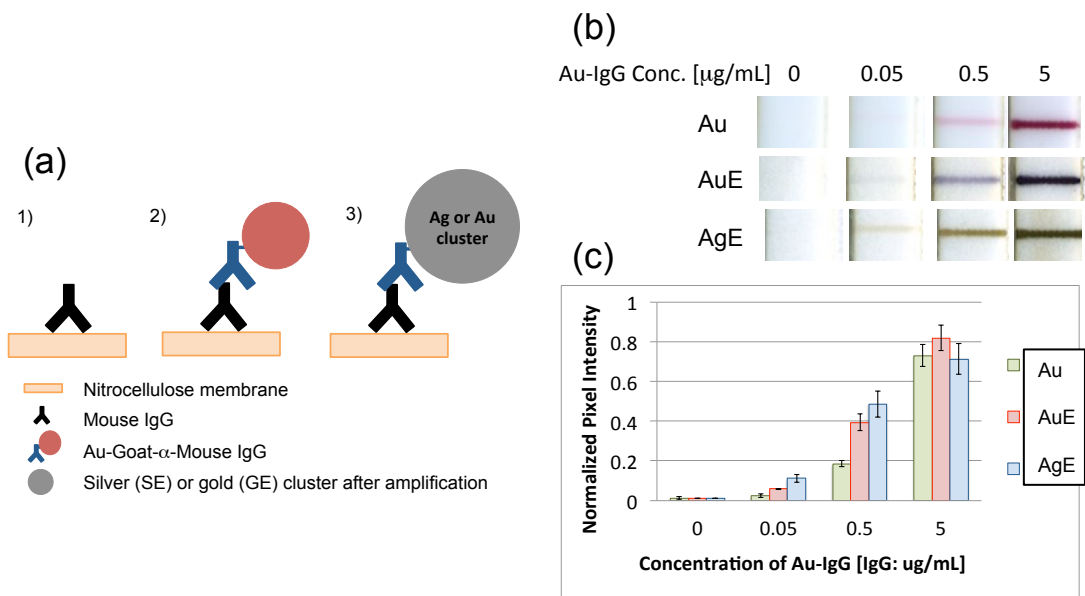 (a)
1)
2)
3)
Ag or Au
cluster
Nitrocellulose membrane
Mouse IgG
Au-Goat-α-Mouse IgG
Silver (SE) or gold (GE) cluster after amplification
(b)
Au-IgG Conc. [μg/mL] 0 0.05 0.5 5
Au
AuE
AgE
(c)
Normalized Pixel Intensity
1
0.8
0.6
0.4
0.2
0
0 0.05 0.5 5
Concentration of Au-IgG [IgG: ug/mL]
Au
AuE
AgE